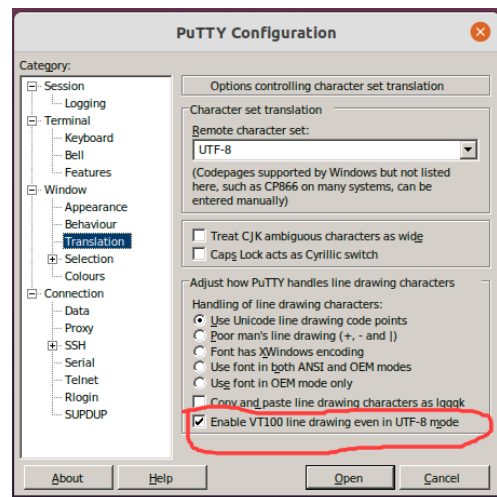 PuTTY Configuration
Category:
Session
Logging
Terminal
Keyboard
Bell
Features
Window
Appearance
Behaviour
Translation
Selection
Colours
Connection
Data
Proxy
SSH
Serial
Telnet
Rlogin
SUPDUP
Options controlling character set translation
Character set translation
Remote character set:
UTF-8
(Codepages supported by Windows but not listed
here, such as CP866 on many systems, can be
entered manually)
Treat CJK ambiguous characters as wide
Caps Lock acts as Cyrillic switch
Adjust how PuTTY handles line drawing characters
Handling of line drawing characters:
Use Unicode line drawing code points
Poor man's line drawing (+, - and |)
Font has XWindows encoding
Use font in both ANSI and OEM modes
Use font in OEM mode only
Copy and paste line drawing characters as lqqqk
Enable VT100 line drawing even in UTF-8 mode
About
Help
Open
Cancel